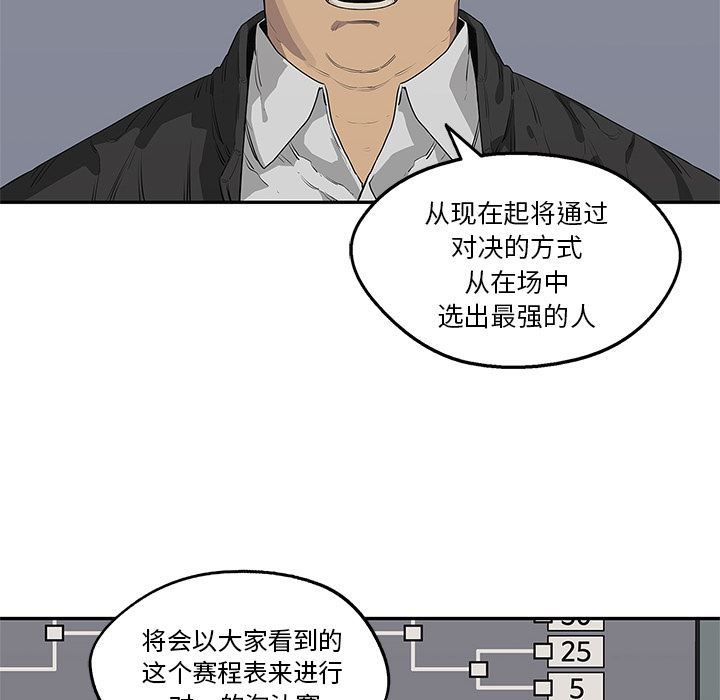 从现在起将通过
对决的方式
从在场中
选出最强的人
将会以大家看到的
这个赛程表来进行
25
5